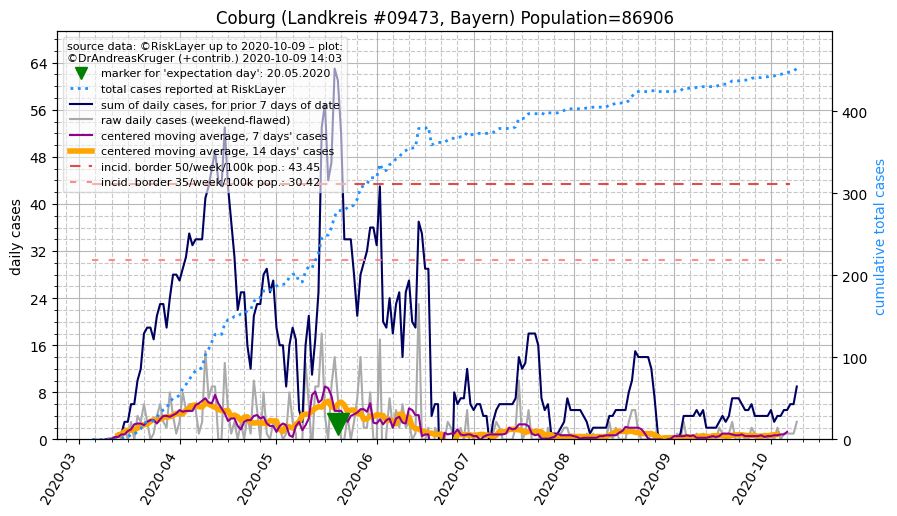 Coburg (Landkreis #09473, Bayern) Population=86906
source data: ©RiskLayer up to 2020-10-09 – plot:
©DrAndreasKruger (+contrib.) 2020-10-09 14:03
marker for 'expectation day': 20.05.2020
total cases reported at RiskLayer
sum of daily cases, for prior 7 days of date
raw daily cases (weekend-flawed)
centered moving average, 7 days' cases
centered moving average, 14 days' cases
incid. border 50/week/100k pop.: 43.45
incid. border 35/week/100k pop.: 30.42
daily cases
64
56
48
40
32
24
16
8
0
cumulative total cases
400
300
200
100
0
2020-03
2020-04
2020-05
2020-06
2020-07
2020-08
2020-09
2020-10